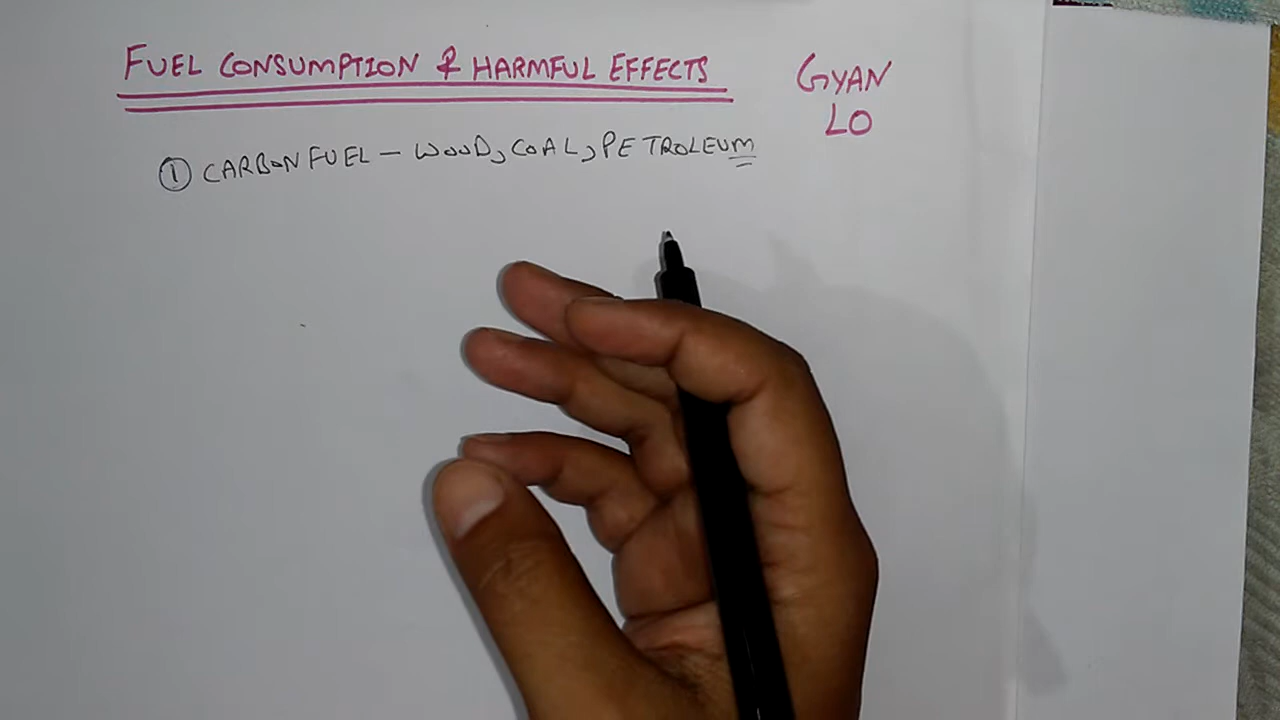 FUEL CONSUMPTION & HARMFUL EFFECTS
GYAN
LO
① CARBON FUEL - WOOD, COAL, PETROLEUM